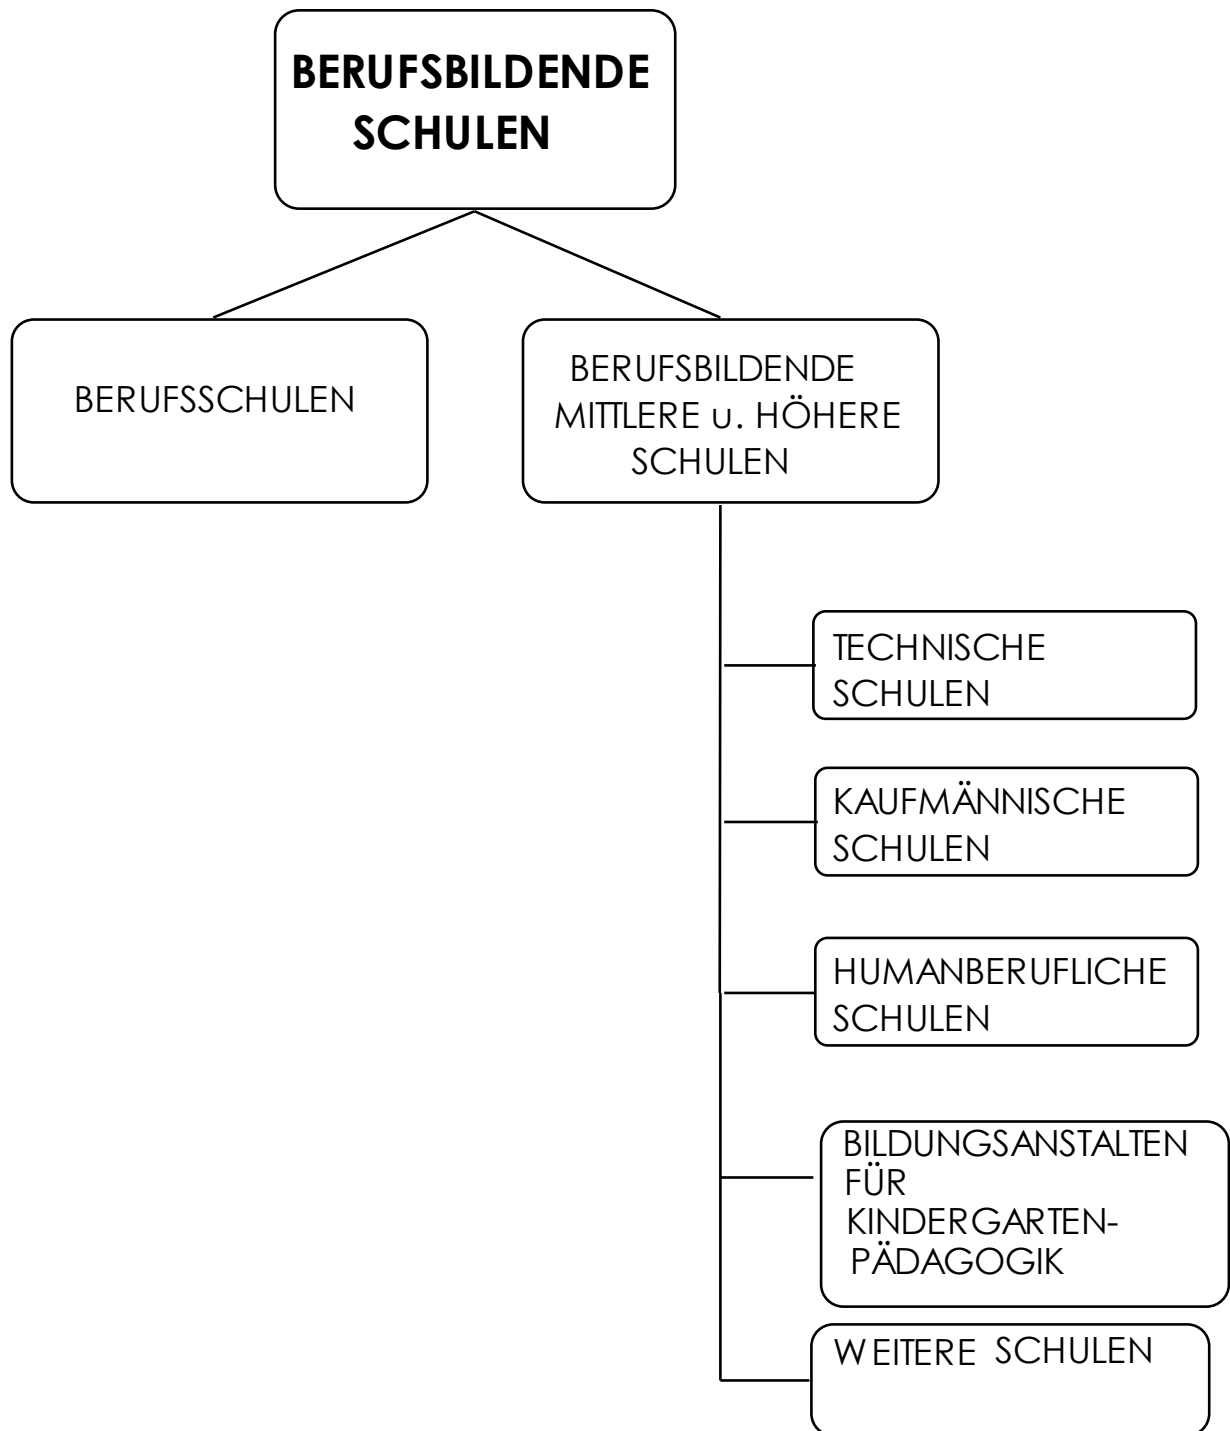 BERUFSBILDENDE
SCHULEN
BERUFSSCHULEN
BERUFSBILDENDE
MITTLERE u. HÖHERE
SCHULEN
TECHNISCHE
SCHULEN
KAUFMÄNNISCHE
SCHULEN
HUMANBERUFLICHE
SCHULEN
BILDUNGSANSTALTEN
FÜR
KINDERGARTEN-
PÄDAGOGIK
WEITERE SCHULEN